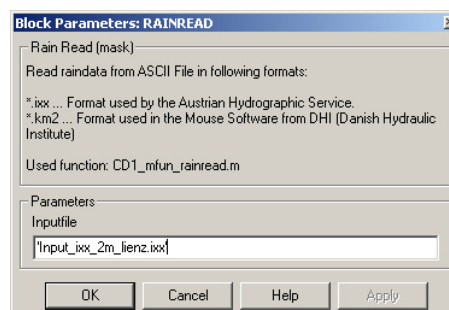 Block Parameters: RAINREAD
Rain Read (mask)
Read raindata from ASCII File in following formats:
*.ixx ... Format used by the Austrian Hydrographic Service.
*.km2 ... Format used in the Mouse Software from DHI (Danish Hydraulic
Institute)
Used function: CD1_mfun_rainread.m
Parameters
Inputfile
'Input_ixx_2m_lienz.ixx'
OK Cancel Help Apply